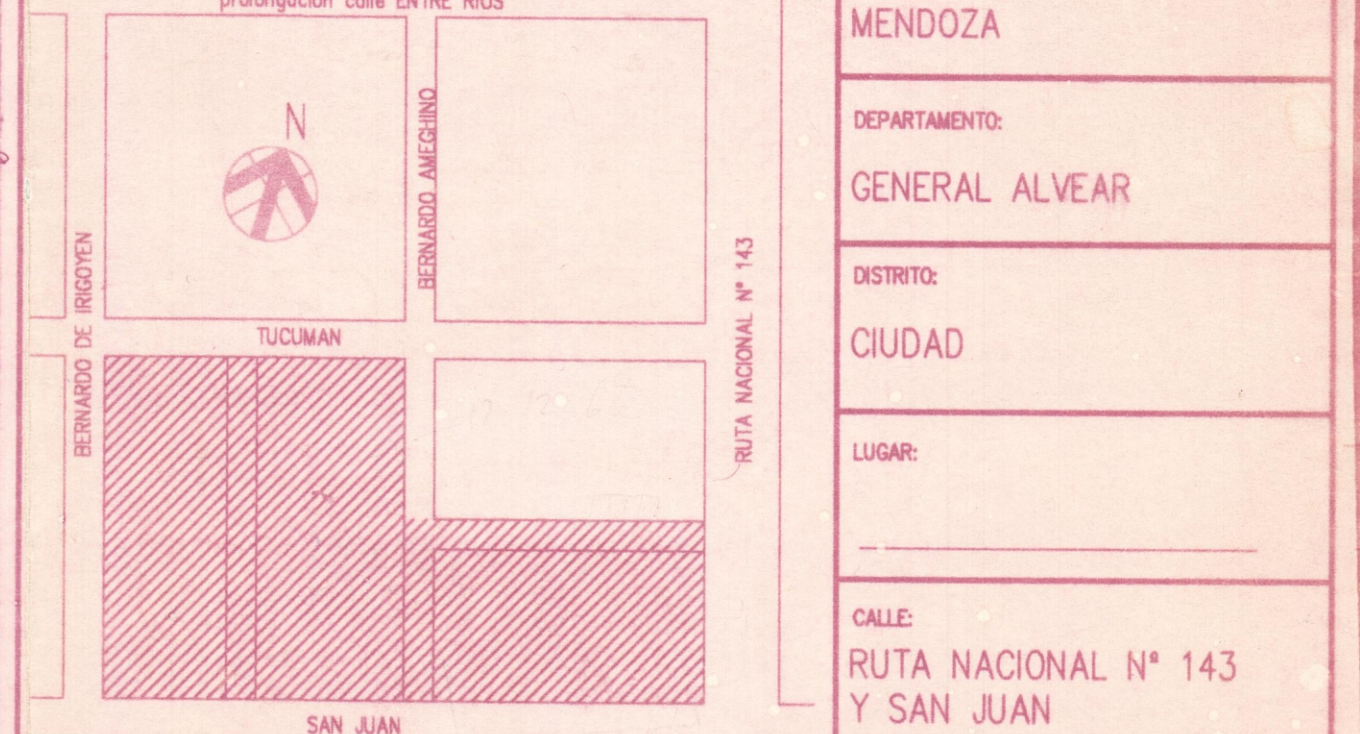 prolongación calle ENTRE RIOS
N
BERNARDO AMEGHINO
BERNARDO DE IRIGOYEN
TUCUMAN
RUTA NACIONAL Nº 143
SAN JUAN
MENDOZA
DEPARTAMENTO:
GENERAL ALVEAR
DISTRITO:
CIUDAD
LUGAR:
CALLE:
RUTA NACIONAL Nº 143
Y SAN JUAN